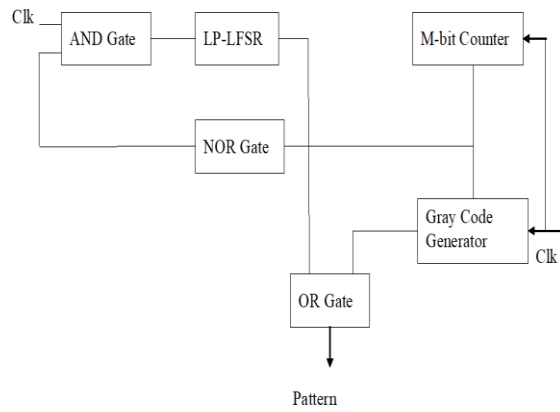 Clk
AND Gate
LP-LFSR
M-bit Counter
NOR Gate
Gray Code
Generator
Clk
OR Gate
Pattern